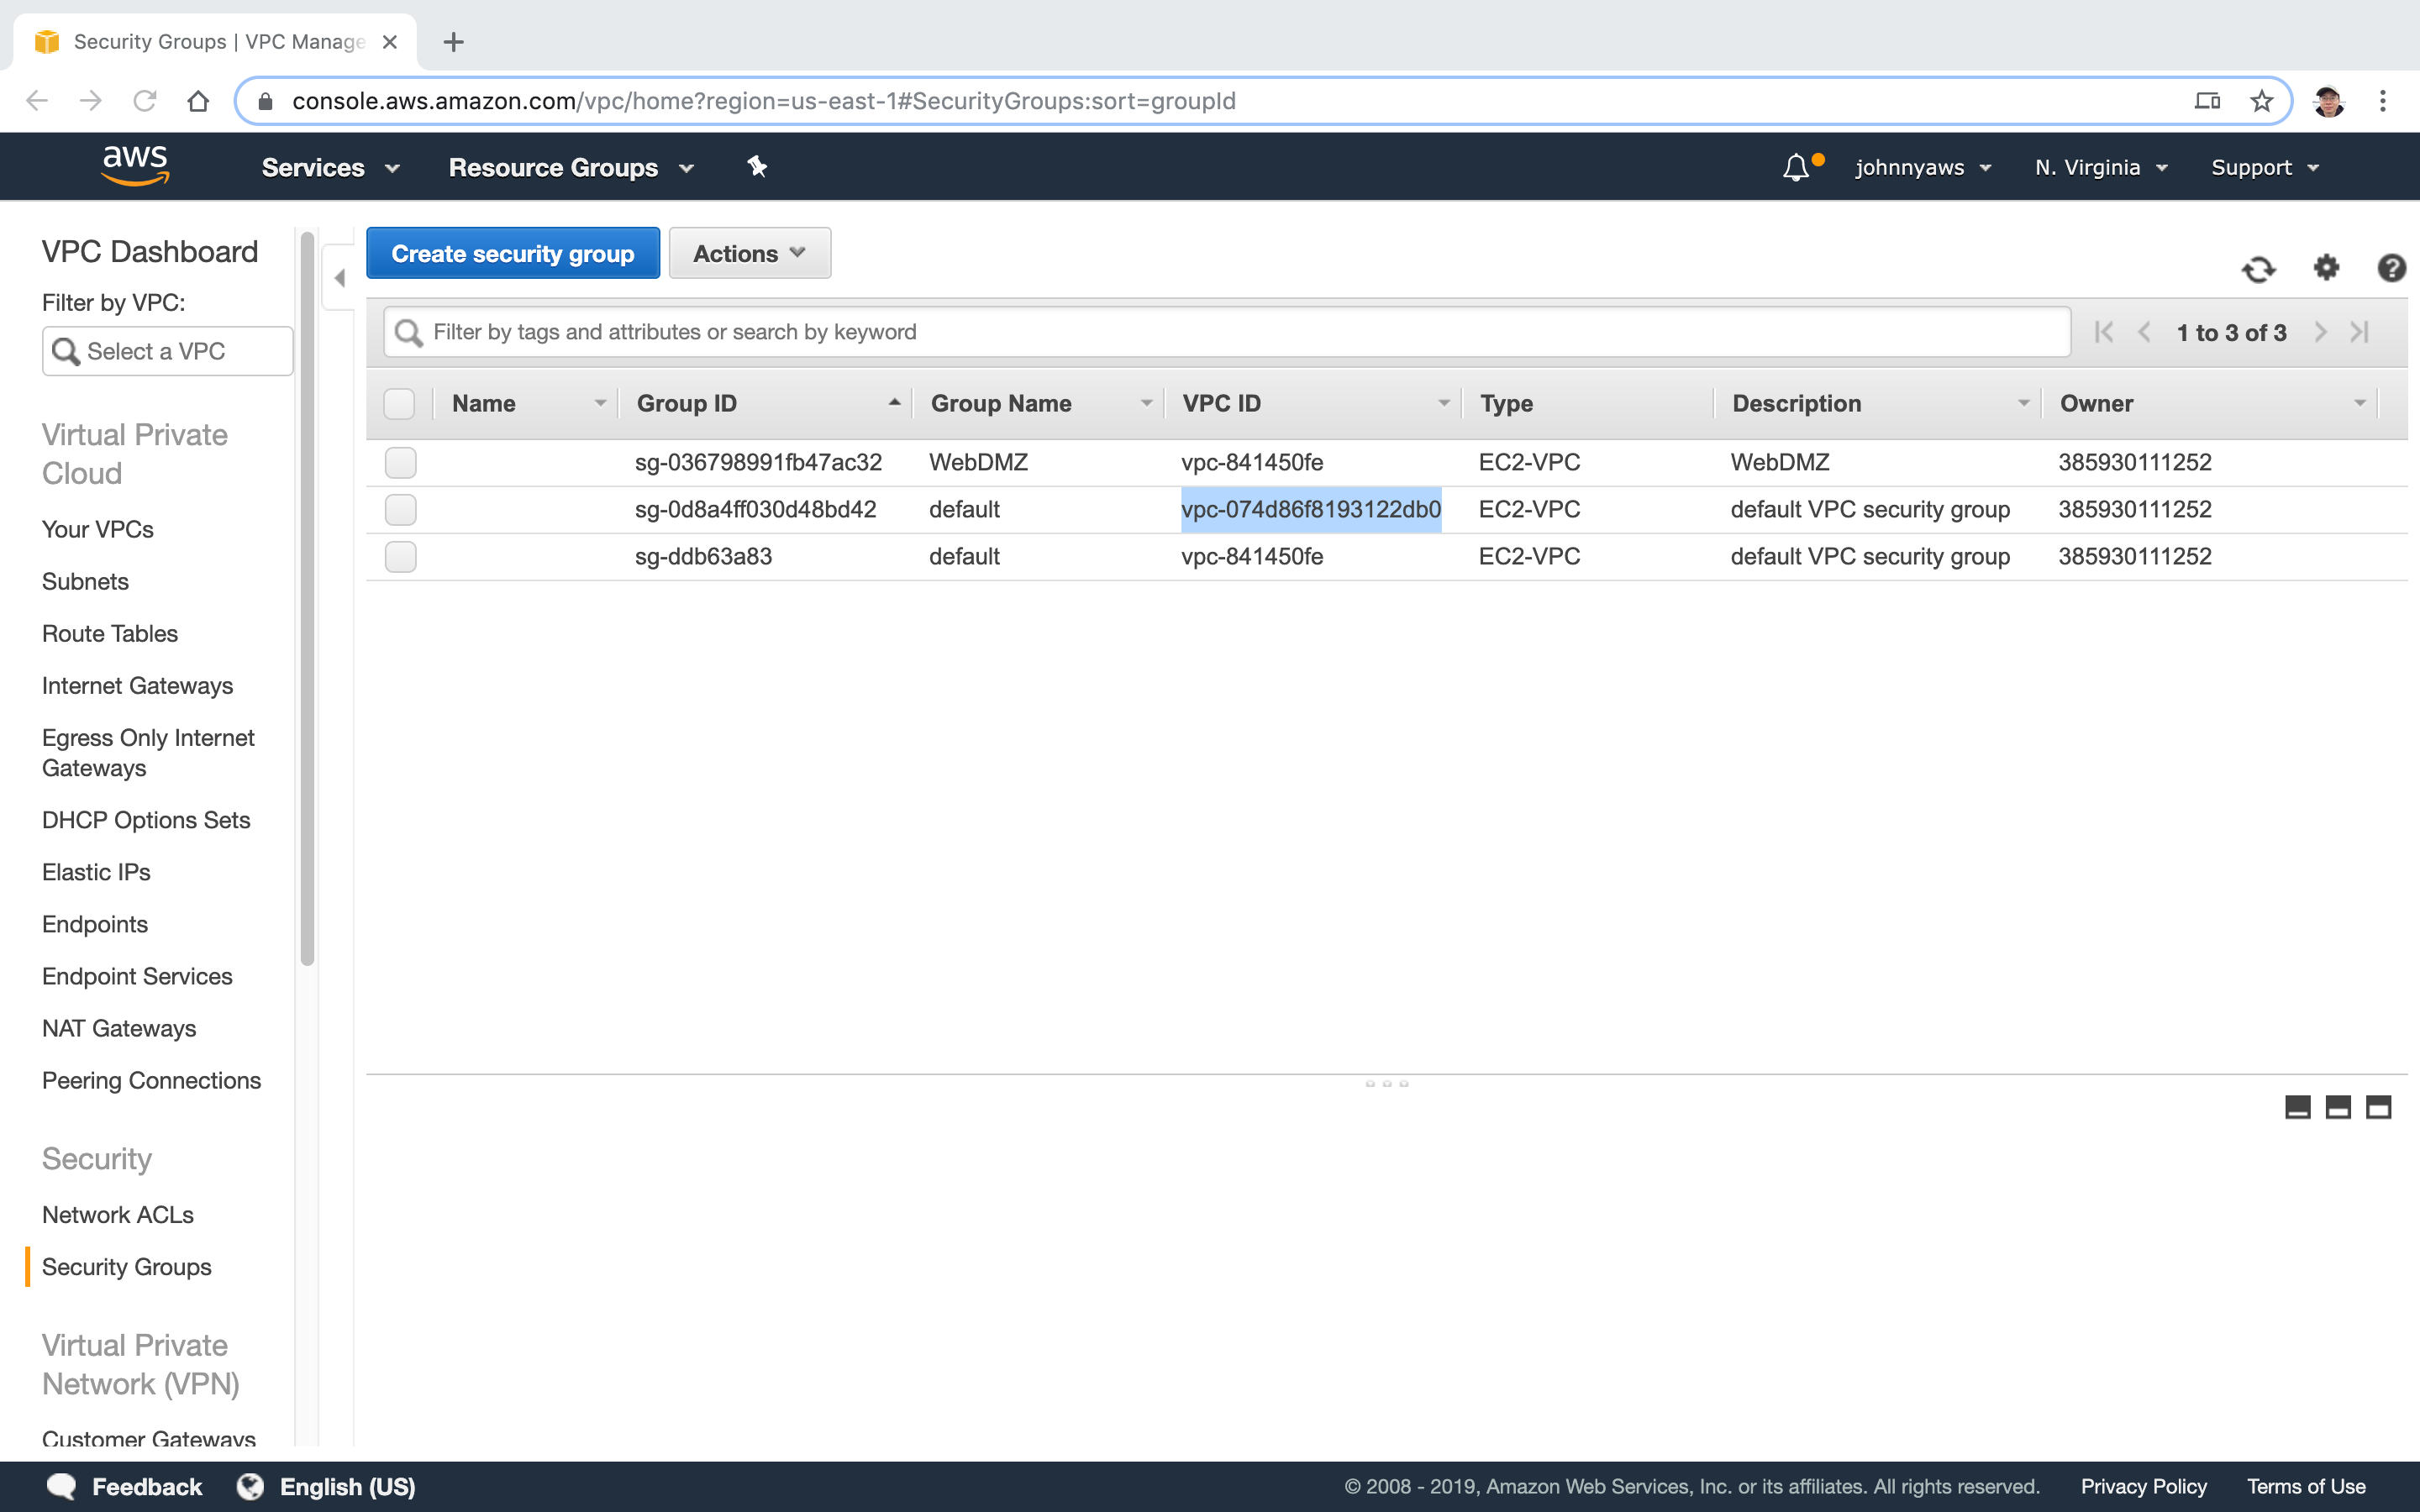 Security Groups | VPC Manage
console.aws.amazon.com/vpc/home?region=us-east-1#SecurityGroups:sort=groupId
aws Services Resource Groups johnnyaws N. Virginia Support
VPC Dashboard
Filter by VPC:
Select a VPC
Virtual Private
Cloud
Your VPCs
Subnets
Route Tables
Internet Gateways
Egress Only Internet
Gateways
DHCP Options Sets
Elastic IPs
Endpoints
Endpoint Services
NAT Gateways
Peering Connections
Security
Network ACLs
Security Groups
Virtual Private
Network (VPN)
Customer Gateways
Create security group Actions
Filter by tags and attributes or search by keyword 1 to 3 of 3
Name Group ID Group Name VPC ID Type Description Owner
sg-036798991fb47ac32 WebDMZ vpc-841450fe EC2-VPC WebDMZ 385930111252
sg-0d8a4ff030d48bd42 default vpc-074d86f8193122db0 EC2-VPC default VPC security group 385930111252
sg-ddb63a83 default vpc-841450fe EC2-VPC default VPC security group 385930111252
Feedback English (US) © 2008 - 2019, Amazon Web Services, Inc. or its affiliates. All rights reserved. Privacy Policy Terms of Use